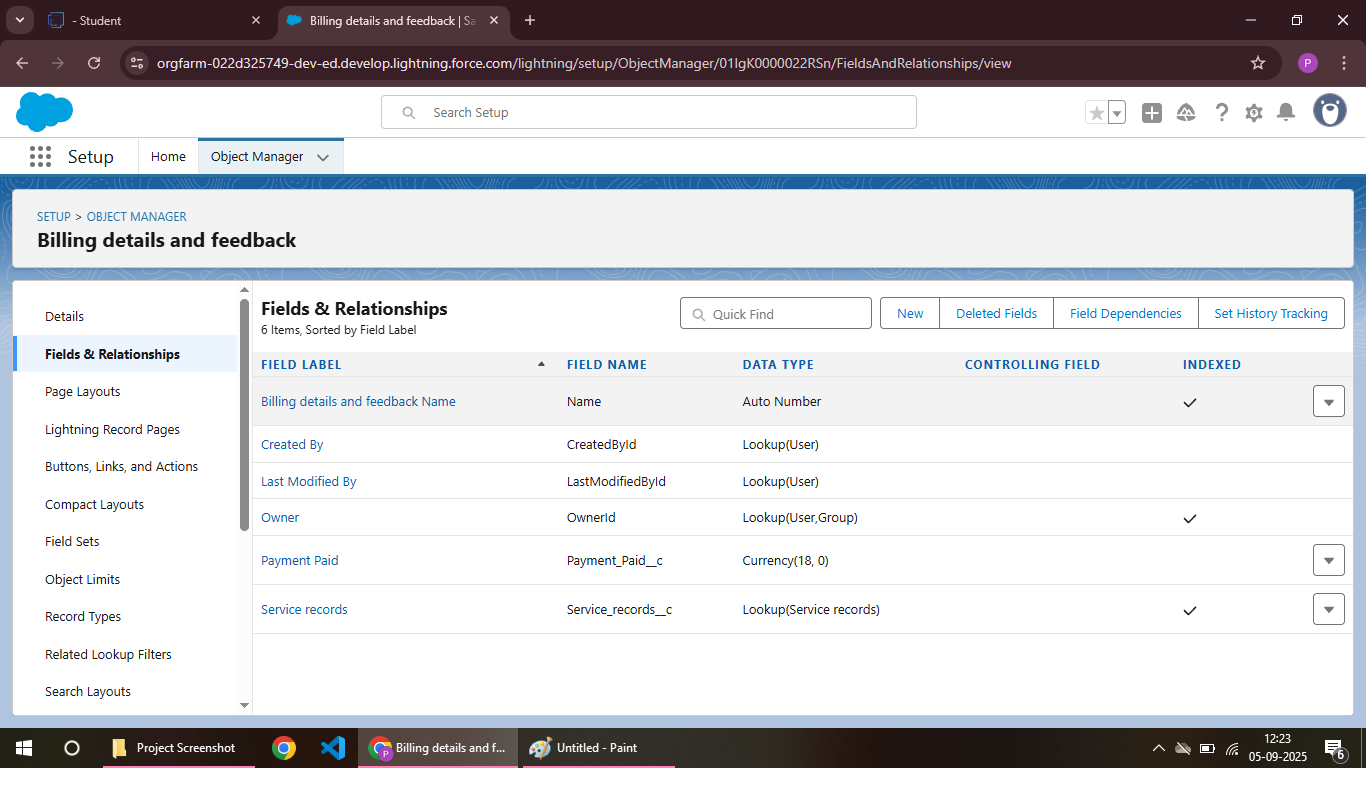 - Student
Billing details and feedback | Sa
orgfarm-022d325749-dev-ed.develop.lightning.force.com/lightning/setup/ObjectManager/01IgK0000022RSn/FieldsAndRelationships/view
P
Search Setup
Setup
Home
Object Manager
SETUP > OBJECT MANAGER
Billing details and feedback
Details
Fields & Relationships
Page Layouts
Lightning Record Pages
Buttons, Links, and Actions
Compact Layouts
Field Sets
Object Limits
Record Types
Related Lookup Filters
Search Layouts
Fields & Relationships
6 Items, Sorted by Field Label
Quick Find
New
Deleted Fields
Field Dependencies
Set History Tracking
FIELD LABEL FIELD NAME DATA TYPE CONTROLLING FIELD INDEXED
Billing details and feedback Name Name Auto Number
Created By CreatedById Lookup(User)
Last Modified By LastModifiedById Lookup(User)
Owner OwnerId Lookup(User,Group)
Payment Paid Payment_Paid__c Currency(18, 0)
Service records Service_records__c Lookup(Service records)
Project Screenshot
P
Billing details and f...
Untitled - Paint
12:23
05-09-2025
6